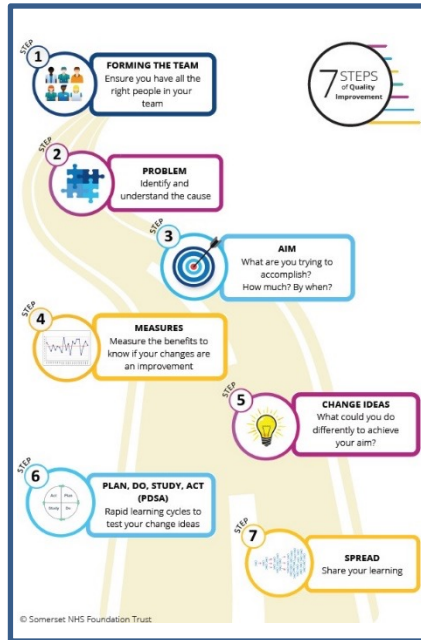 7 STEPS
of Quality
Improvement
STEP
1
FORMING THE TEAM
Ensure you have all the
right people in your
team
STEP
2
PROBLEM
Identify and
understand the cause
STEP
3
AIM
What are you trying to
accomplish?
How much? By when?
STEP
4
MEASURES
Measure the benefits to
know if your changes are
an improvement
STEP
5
CHANGE IDEAS
What could you do
differently to achieve
your aim?
STEP
6
Act Plan
Study Do
PLAN, DO, STUDY, ACT
(PDSA)
Rapid learning cycles to
test your change ideas
STEP
7
SPREAD
Share your learning
© Somerset NHS Foundation Trust